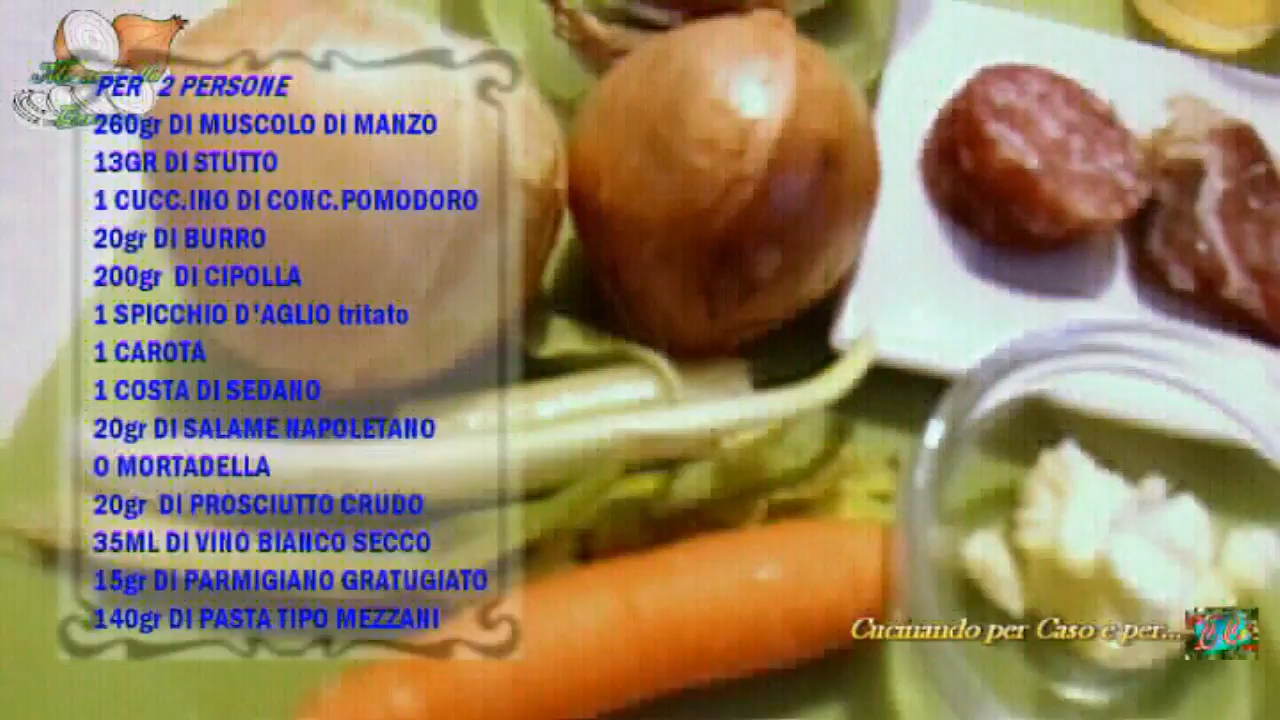 PER 2 PERSONE
260gr DI MUSCOLO DI MANZO
13GR DI STUTTO
1 CUCC.INO DI CONC.POMODORO
20gr DI BURRO
200gr DI CIPOLLA
1 SPICCHIO D'AGLIO tritato
1 CAROTA
1 COSTA DI SEDANO
20gr DI SALAME NAPOLETANO
O MORTADELLA
20gr DI PROSCIUTTO CRUDO
35ML DI VINO BIANCO SECCO
15gr DI PARMIGIANO GRATUGIATO
140gr DI PASTA TIPO MEZZANI
Cucinando per Caso e per...